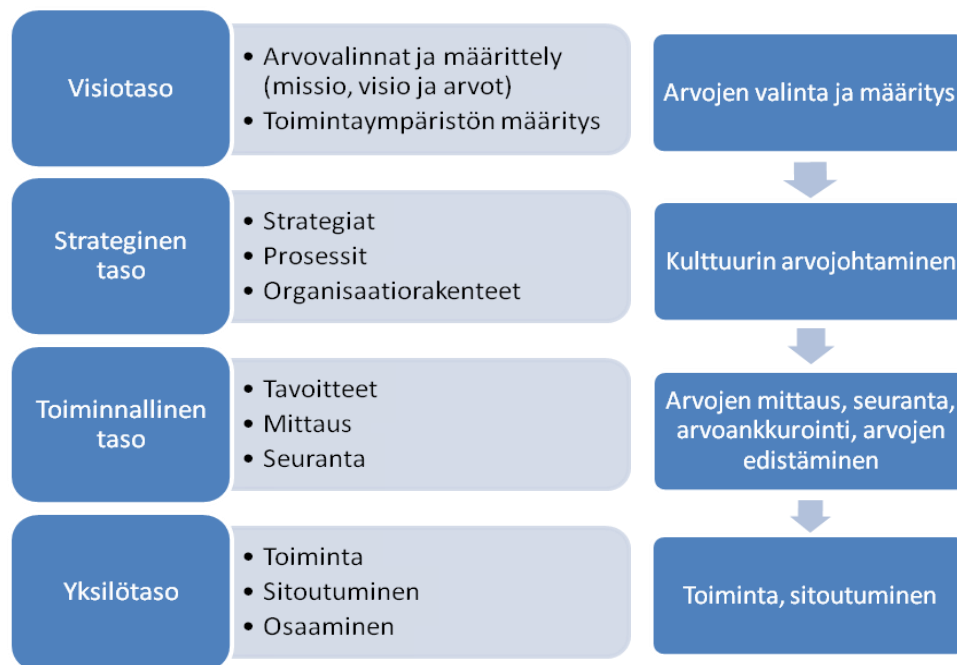 Visiotaso
• Arvovalinnat ja määrittely
(missio, visio ja arvot)
• Toimintaympäristön määritys
Arvojen valinta ja määritys
Strateginen
taso
• Strategiat
• Prosessit
• Organisaatiorakenteet
Kulttuurin arvojohtaminen
Toiminnallinen
taso
• Tavoitteet
• Mittaus
• Seuranta
Arvojen mittaus, seuranta,
arvoankkurointi, arvojen
edistäminen
Yksilötaso
• Toiminta
• Sitoutuminen
• Osaaminen
Toiminta, sitoutuminen